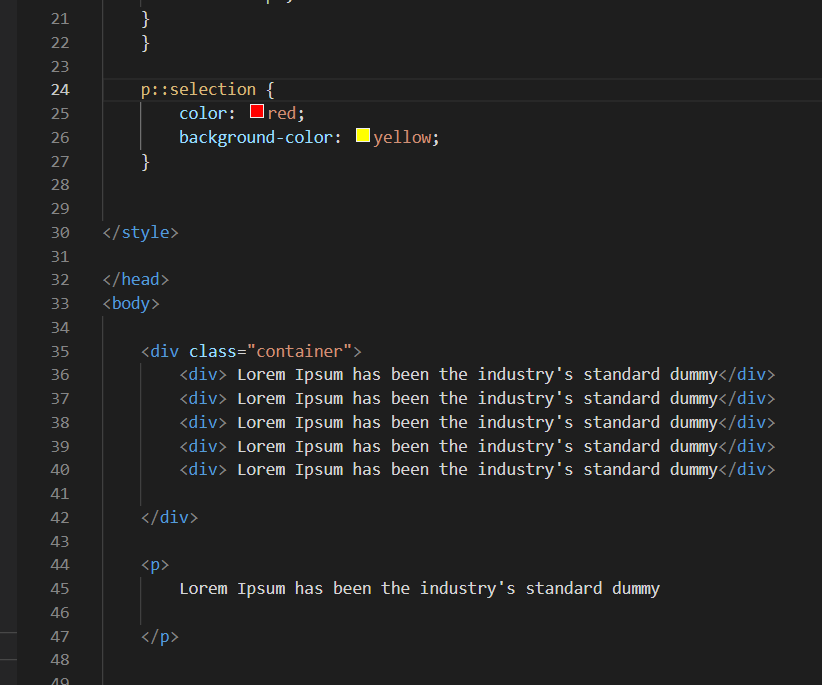 21 }
22 }
23
24 p::selection {
25 color: red;
26 background-color: yellow;
27 }
28
29
30 </style>
31
32 </head>
33 <body>
34
35 <div class="container">
36 <div> Lorem Ipsum has been the industry's standard dummy</div>
37 <div> Lorem Ipsum has been the industry's standard dummy</div>
38 <div> Lorem Ipsum has been the industry's standard dummy</div>
39 <div> Lorem Ipsum has been the industry's standard dummy</div>
40 <div> Lorem Ipsum has been the industry's standard dummy</div>
41
42 </div>
43
44 <p>
45 Lorem Ipsum has been the industry's standard dummy
46
47 </p>
48
49